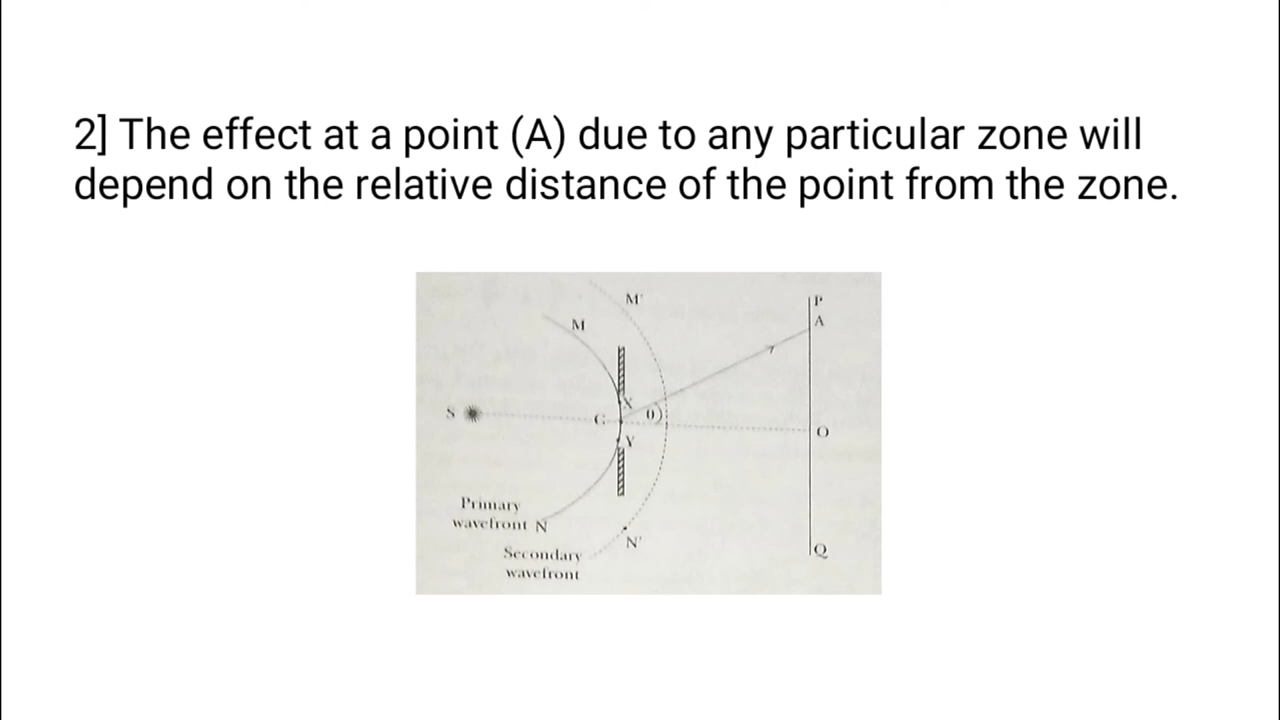 2] The effect at a point (A) due to any particular zone will
depend on the relative distance of the point from the zone.
M'
P
M
A
X
S
C
θ
O
Y
Primary
wavefront N
N'
Q
Secondary
wavefront